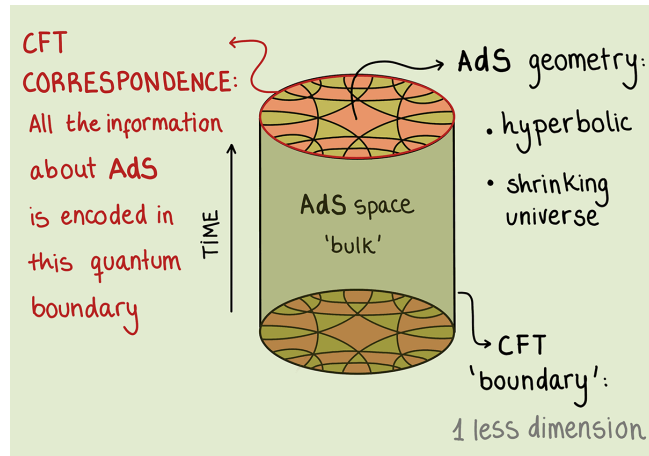 CFT
CORRESPONDENCE:
All the information
about AdS
is encoded in
this quantum
boundary
TIME
AdS space
'bulk'
AdS geometry:
• hyperbolic
• shrinking
universe
CFT
'boundary':
1 less dimension